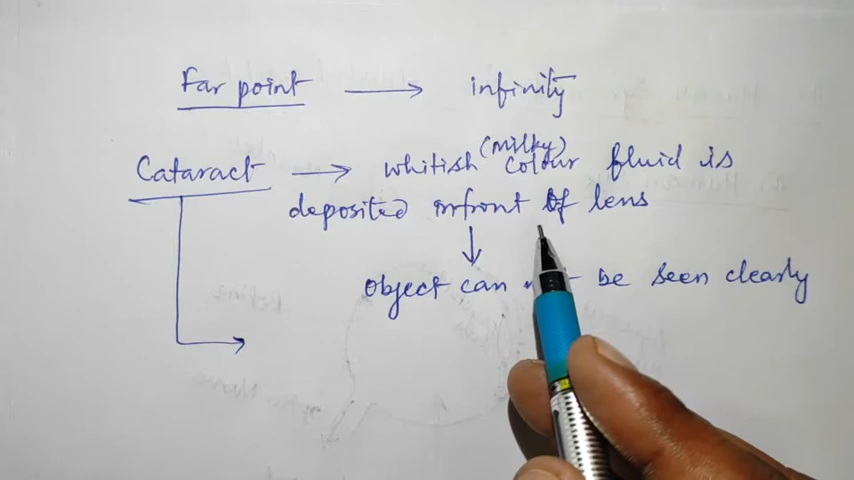 Far point → infinity
(milky)
Cataract → whitish colour fluid is
deposited infront of lens
↓
object can be seen clearly